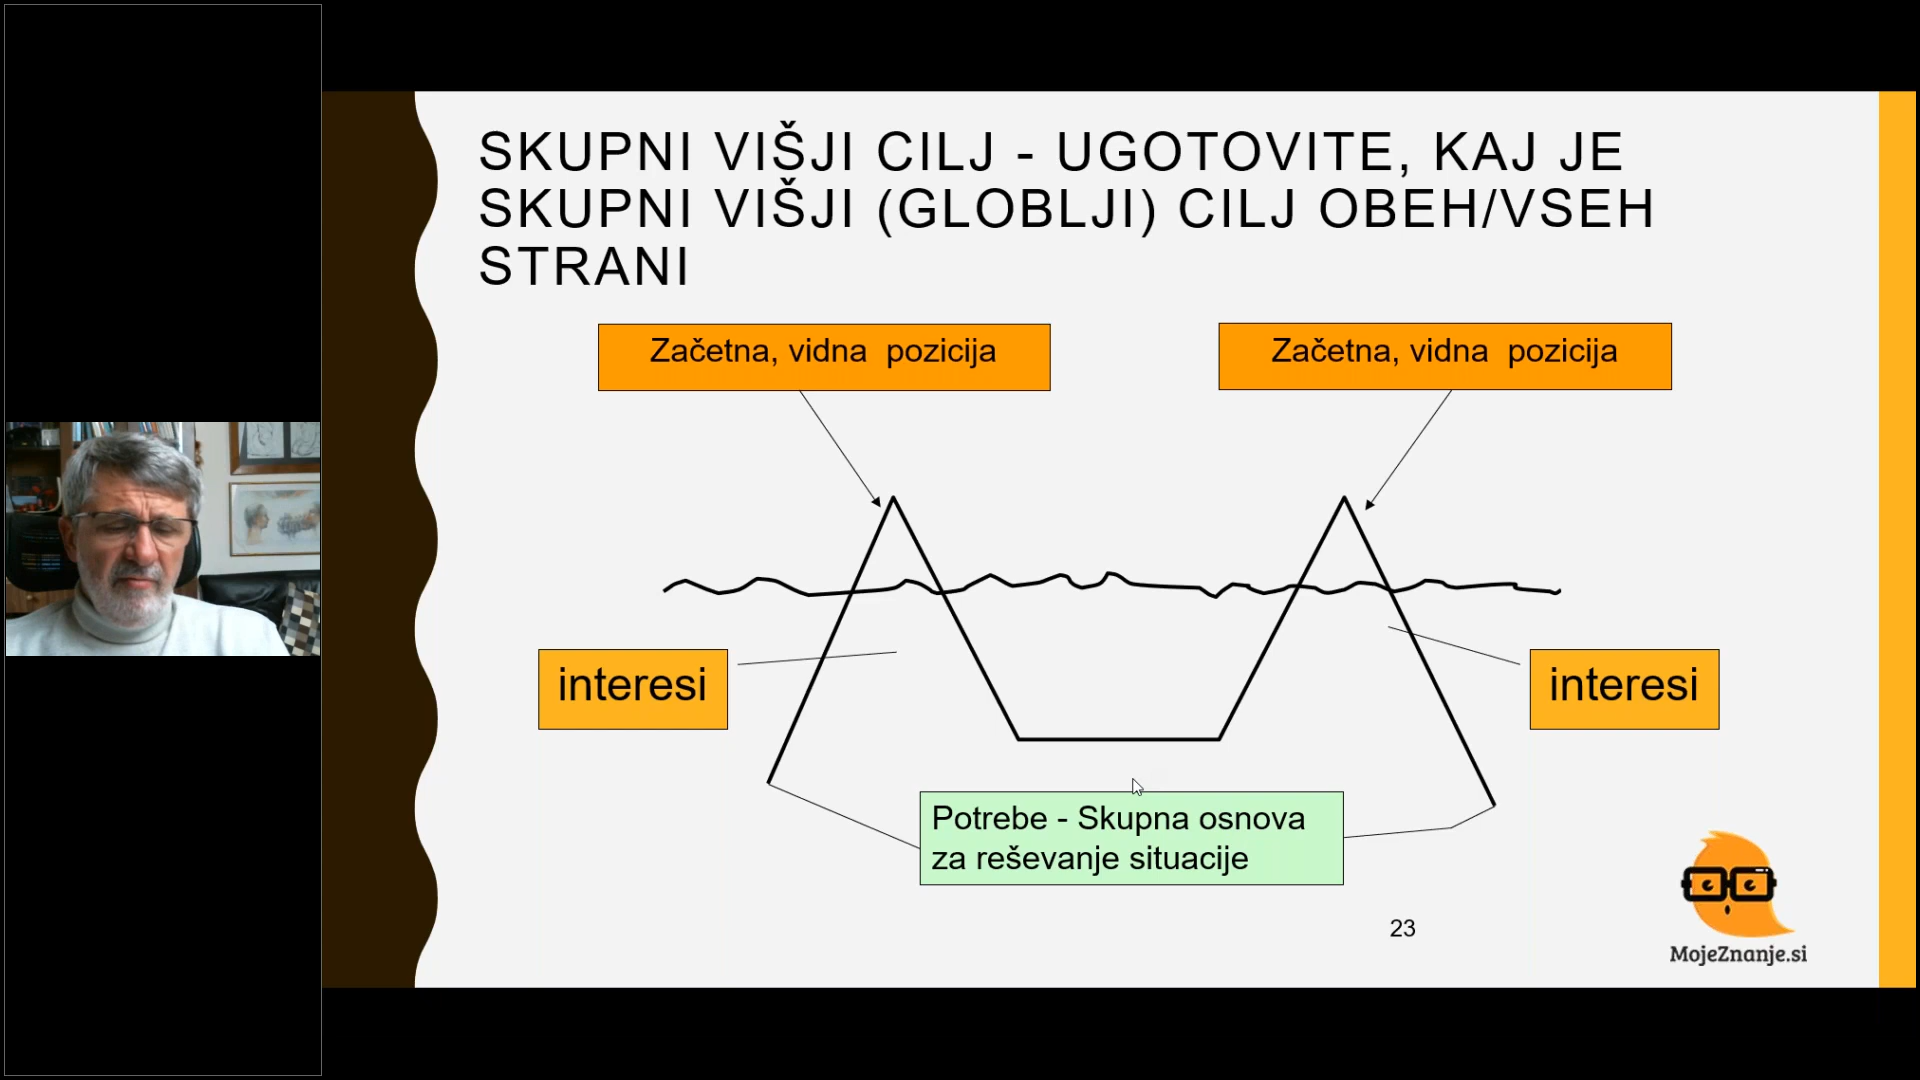 SKUPNI VIŠJI CILJ - UGOTOVITE, KAJ JE
SKUPNI VIŠJI (GLOBLJI) CILJ OBEH/VSEH
STRANI
Začetna, vidna pozicija
Začetna, vidna pozicija
interesi
interesi
Potrebe - Skupna osnova
za reševanje situacije
23
MojeZnanje.si